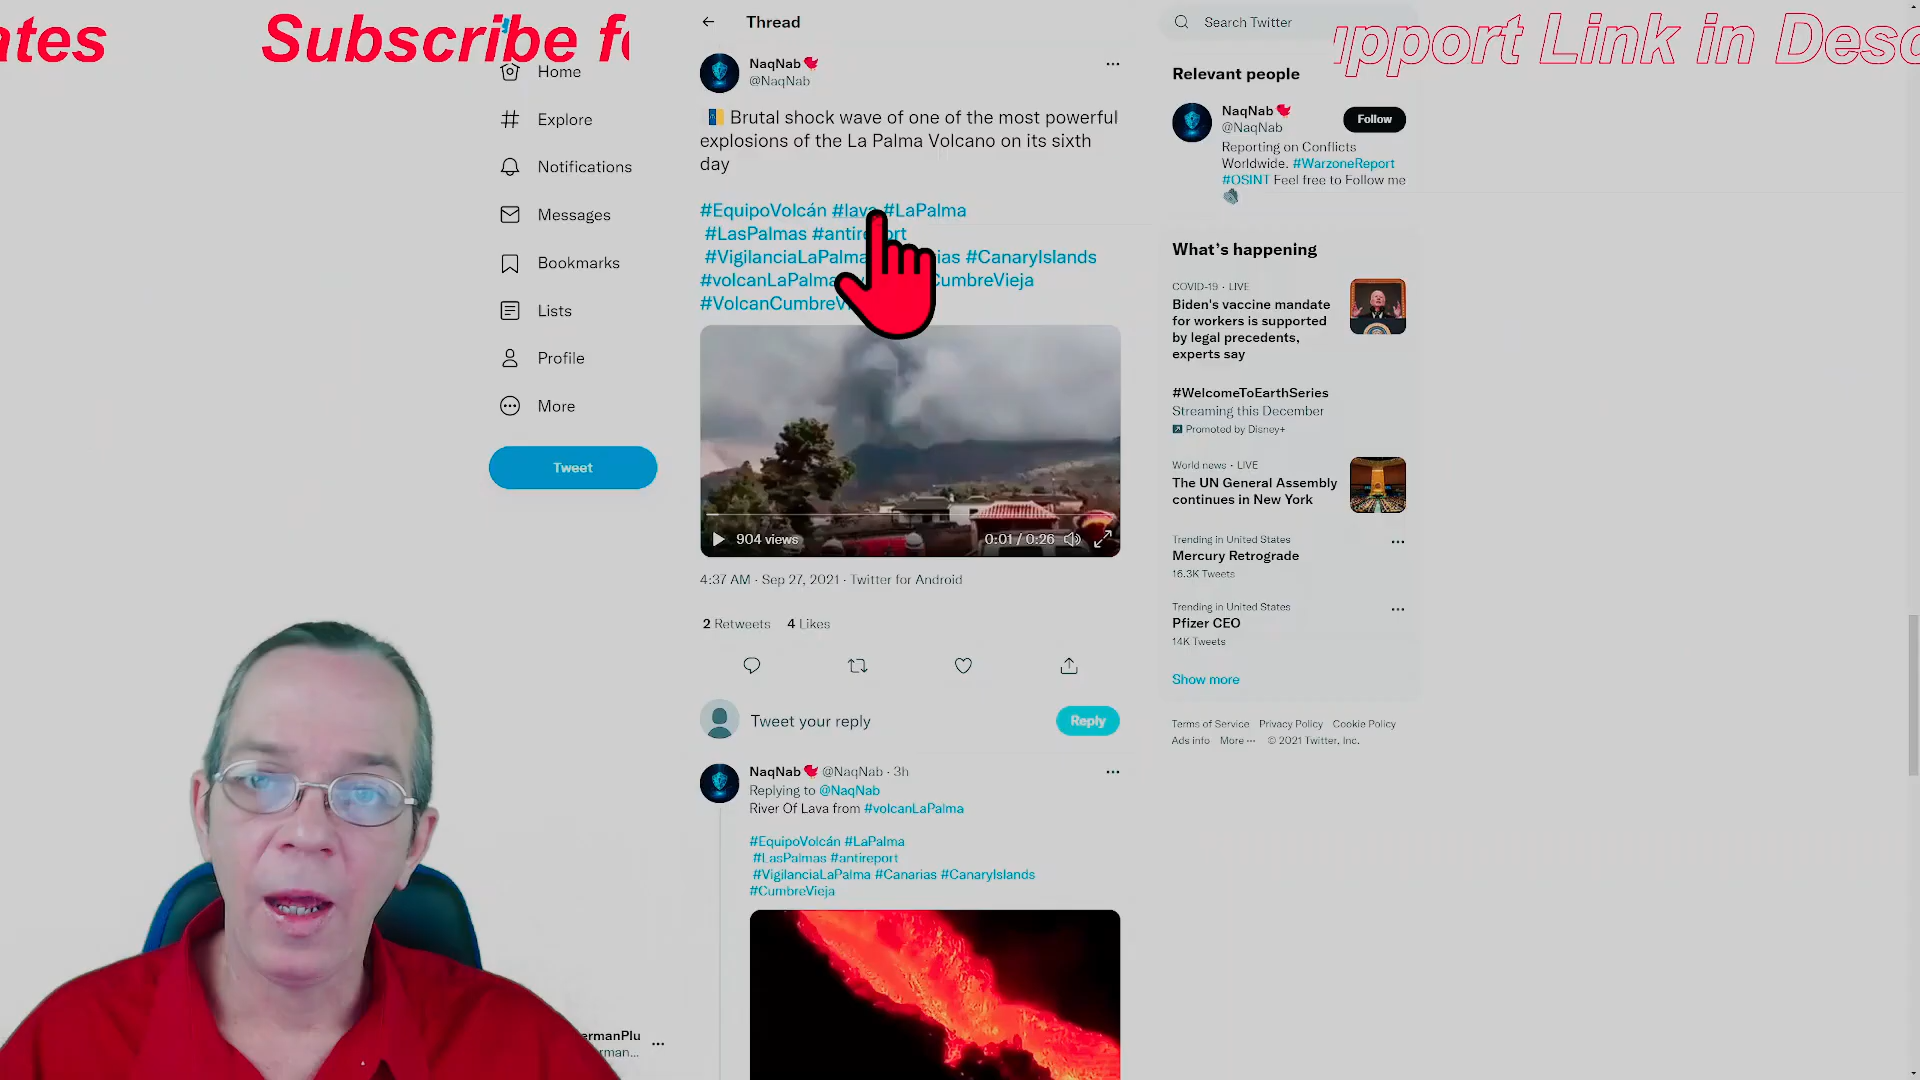 ates
Subscribe f
upport Link in Desc
Home
Explore
Notifications
Messages
Bookmarks
Lists
Profile
More
Tweet
ermanPlu
rman...
Thread
NaqNab
@NaqNab
Brutal shock wave of one of the most powerful
explosions of the La Palma Volcano on its sixth
day
#EquipoVolcán #lava #LaPalma
#LasPalmas #antireport
#VigilanciaLaPalma ias #CanaryIslands
#volcanLaPalma CumbreVieja
#VolcanCumbreV
904 views
0:01 / 0:26
4:37 AM · Sep 27, 2021 · Twitter for Android
2 Retweets 4 Likes
Tweet your reply
Reply
NaqNab @NaqNab · 3h
Replying to @NaqNab
River Of Lava from #volcanLaPalma
#EquipoVolcán #LaPalma
#LasPalmas #antireport
#VigilanciaLaPalma #Canarias #CanaryIslands
#CumbreVieja
Search Twitter
Relevant people
NaqNab
@NaqNab
Follow
Reporting on Conflicts
Worldwide. #WarzoneReport
#OSINT Feel free to Follow me
What's happening
COVID-19 · LIVE
Biden's vaccine mandate
for workers is supported
by legal precedents,
experts say
#WelcomeToEarthSeries
Streaming this December
Promoted by Disney+
World news · LIVE
The UN General Assembly
continues in New York
Trending in United States
Mercury Retrograde
16.3K Tweets
Trending in United States
Pfizer CEO
14K Tweets
Show more
Terms of Service Privacy Policy Cookie Policy
Ads info More ··· © 2021 Twitter, Inc.